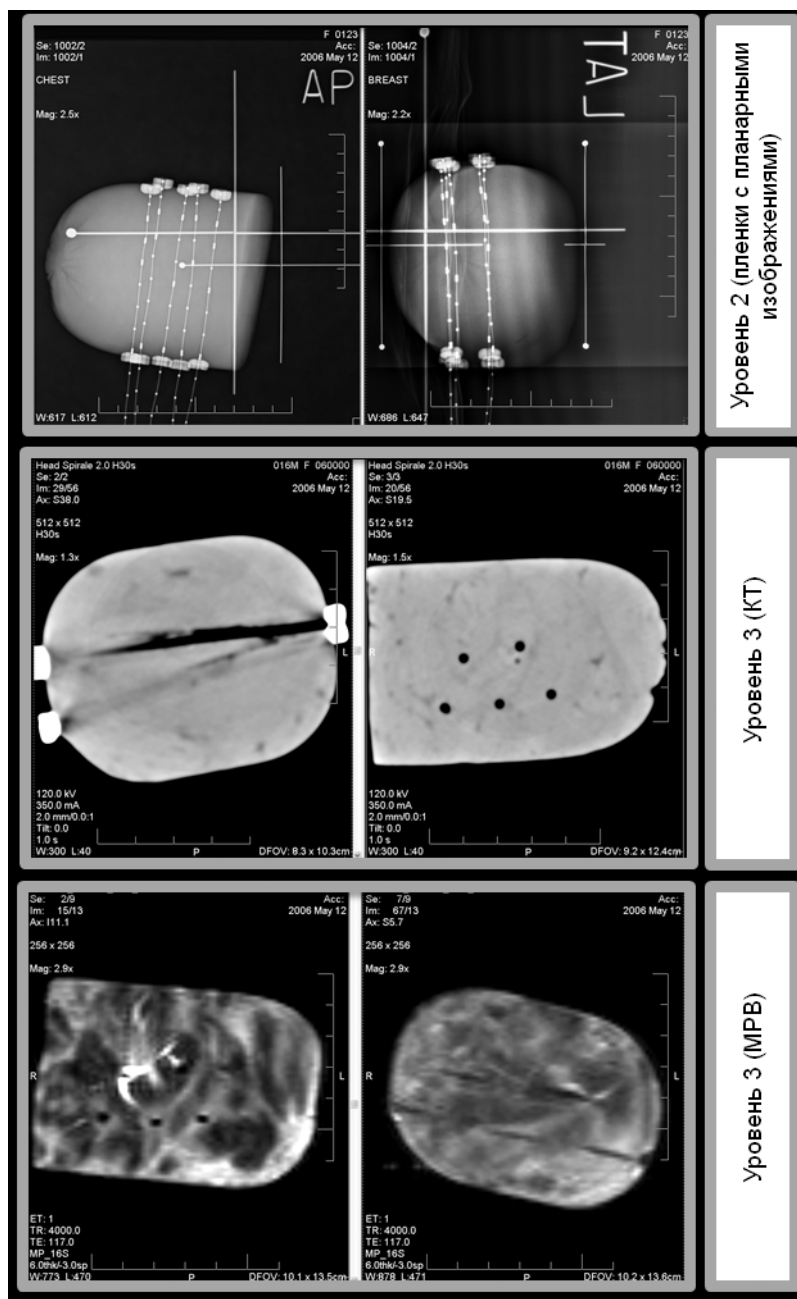 F 0123
Se: 1002/2 Acc:
Im: 1002/1 2006 May 12
CHEST
AP
Mag: 2.5x
W:617 L:612
F 0123
Se: 1004/2 Acc:
Im: 1004/1 2006 May 12
BREAST
LAT
Mag: 2.2x
W:686 L:647
Уровень 2 (пленки с планарными
изображениями)
Head Spirale 2.0 H30s 016M F 060000
Se: 2/2 Acc:
Im: 29/56 2006 May 12
Ax: S38.0
512 x 512
H30s
Mag: 1.3x
L
120.0 kV
350.0 mA
2.0 mm/0.0:1
Tilt: 0.0
1.0 s
W:300 L:40 P DFOV: 8.3 x 10.3cm
Head Spirale 2.0 H30s 016M F 060000
Se: 3/3 Acc:
Im: 20/56 2006 May 12
Ax: S19.5
512 x 512
H30s
Mag: 1.5x
R L
120.0 kV
350.0 mA
2.0 mm/0.0:1
Tilt: 0.0
1.0 s
W:300 L:40 P DFOV: 9.2 x 12.4cm
Уровень 3 (КТ)
Se: 2/9 Acc:
Im: 15/13 2006 May 12
Ax: I11.1
256 x 256
Mag: 2.9x
R L
ET: 1
TR: 4000.0
TE: 117.0
MP_16S
6.0thk/-3.0sp
W:773 L:470 P DFOV: 10.1 x 13.5cm
Se: 7/9 Acc:
Im: 67/13 2006 May 12
Ax: S5.7
256 x 256
Mag: 2.9x
R L
ET: 1
TR: 4000.0
TE: 117.0
MP_16S
6.0thk/-3.0sp
W:878 L:471 P DFOV: 10.2 x 13.6cm
Уровень 3 (МРВ)